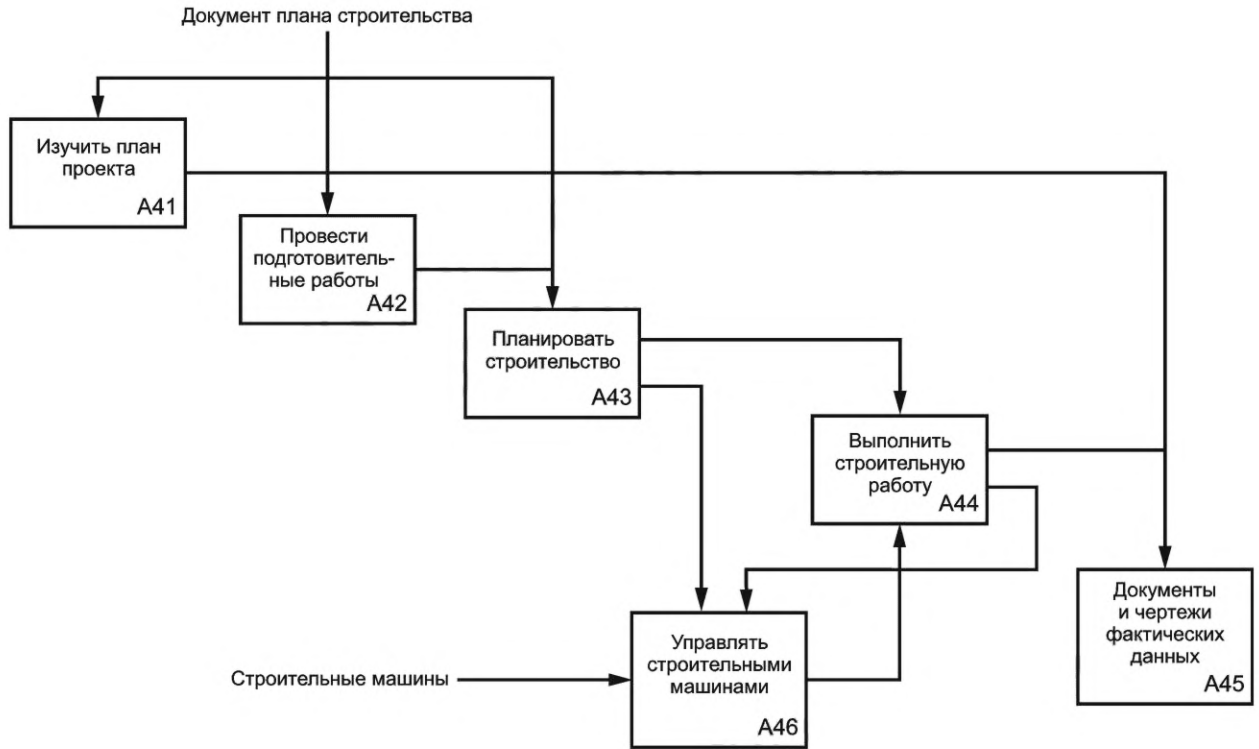 Документ плана строительства
Изучить план
проекта
A41
Провести
подготовитель-
ные работы
A42
Планировать
строительство
A43
Выполнить
строительную
работу
A44
Документы
и чертежи
фактических
данных
A45
Управлять
строительными
машинами
A46
Строительные машины